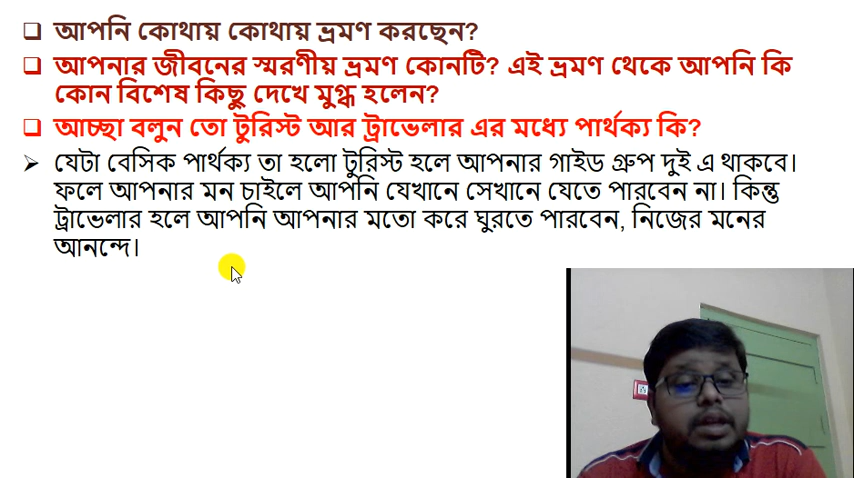 আপনি কোথায় কোথায় ভ্রমণ করছেন?
আপনার জীবনের স্মরণীয় ভ্রমণ কোনটি? এই ভ্রমণ থেকে আপনি কি
কোন বিশেষ কিছু দেখে মুগ্ধ হলেন?
আচ্ছা বলুন তো টুরিস্ট আর ট্রাভেলার এর মধ্যে পার্থক্য কি?
যেটা বেসিক পার্থক্য তা হলো টুরিস্ট হলে আপনার গাইড গ্রুপ দুই এ থাকবে।
ফলে আপনার মন চাইলে আপনি যেখানে সেখানে যেতে পারবেন না। কিন্তু
ট্রাভেলার হলে আপনি আপনার মতো করে ঘুরতে পারবেন, নিজের মনের
আনন্দে।